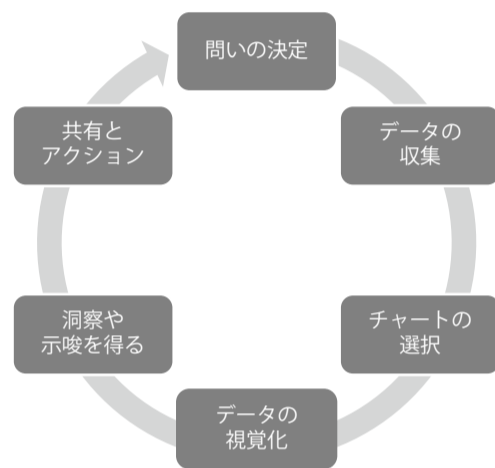 問いの決定
データの
収集
チャートの
選択
データの
視覚化
洞察や
示唆を得る
共有と
アクション